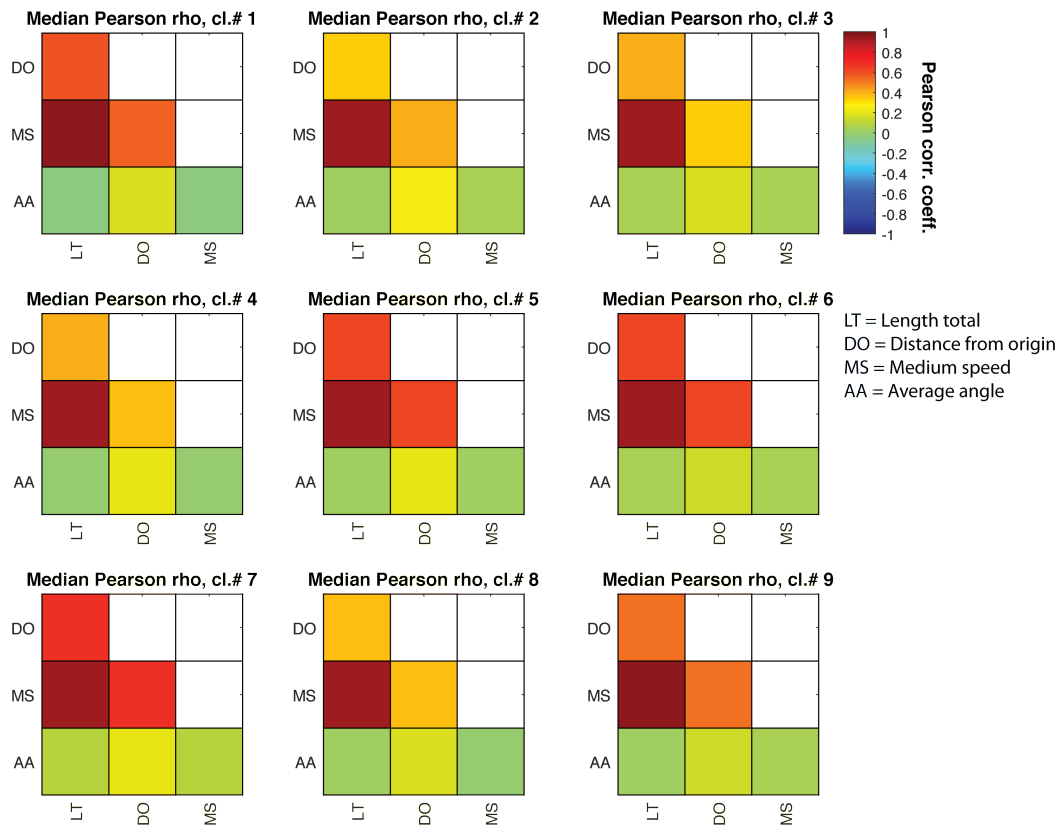 Median Pearson rho, cl.# 1
DO
MS
AA
LT
DO
MS
Median Pearson rho, cl.# 2
DO
MS
AA
LT
DO
MS
Median Pearson rho, cl.# 3
DO
MS
AA
LT
DO
MS
1
0.8
0.6
0.4
0.2
0
-0.2
-0.4
-0.6
-0.8
-1
Pearson corr. coeff.
Median Pearson rho, cl.# 4
DO
MS
AA
LT
DO
MS
Median Pearson rho, cl.# 5
DO
MS
AA
LT
DO
MS
Median Pearson rho, cl.# 6
DO
MS
AA
LT
DO
MS
LT = Length total
DO = Distance from origin
MS = Medium speed
AA = Average angle
Median Pearson rho, cl.# 7
DO
MS
AA
LT
DO
MS
Median Pearson rho, cl.# 8
DO
MS
AA
LT
DO
MS
Median Pearson rho, cl.# 9
DO
MS
AA
LT
DO
MS